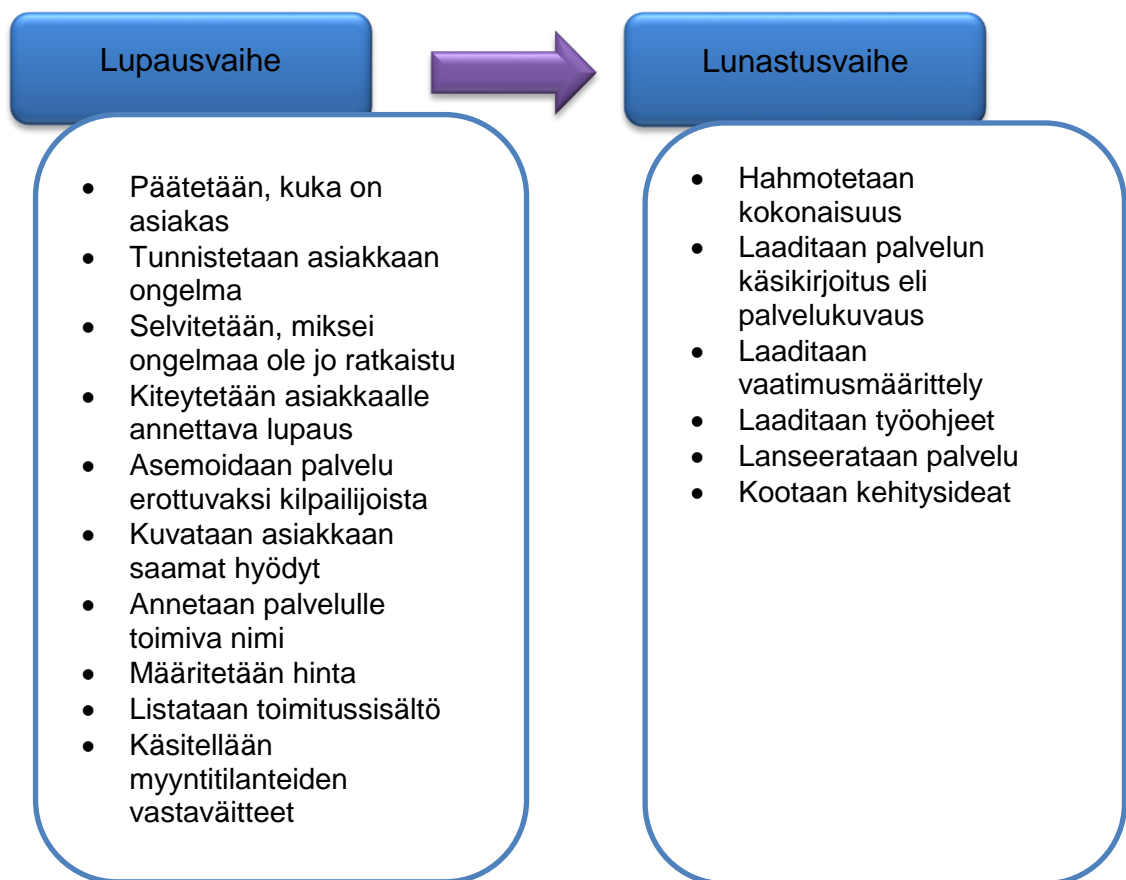 Lupausvaihe
Päätetään, kuka on
asiakas
Tunnistetaan asiakkaan
ongelma
Selvitetään, miksei
ongelmaa ole jo ratkaistu
Kiteytetään asiakkaalle
annettava lupaus
Asemoidaan palvelu
erottuvaksi kilpailijoista
Kuvataan asiakkaan
saamat hyödyt
Annetaan palvelulle
toimiva nimi
Määritetään hinta
Listataan toimitussisältö
Käsitellään
myyntitilanteiden
vastaväitteet
Lunastusvaihe
Hahmotetaan
kokonaisuus
Laaditaan palvelun
käsikirjoitus eli
palvelukuvaus
Laaditaan
vaatimusmäärittely
Laaditaan työohjeet
Lanseerataan palvelu
Kootaan kehitysideat